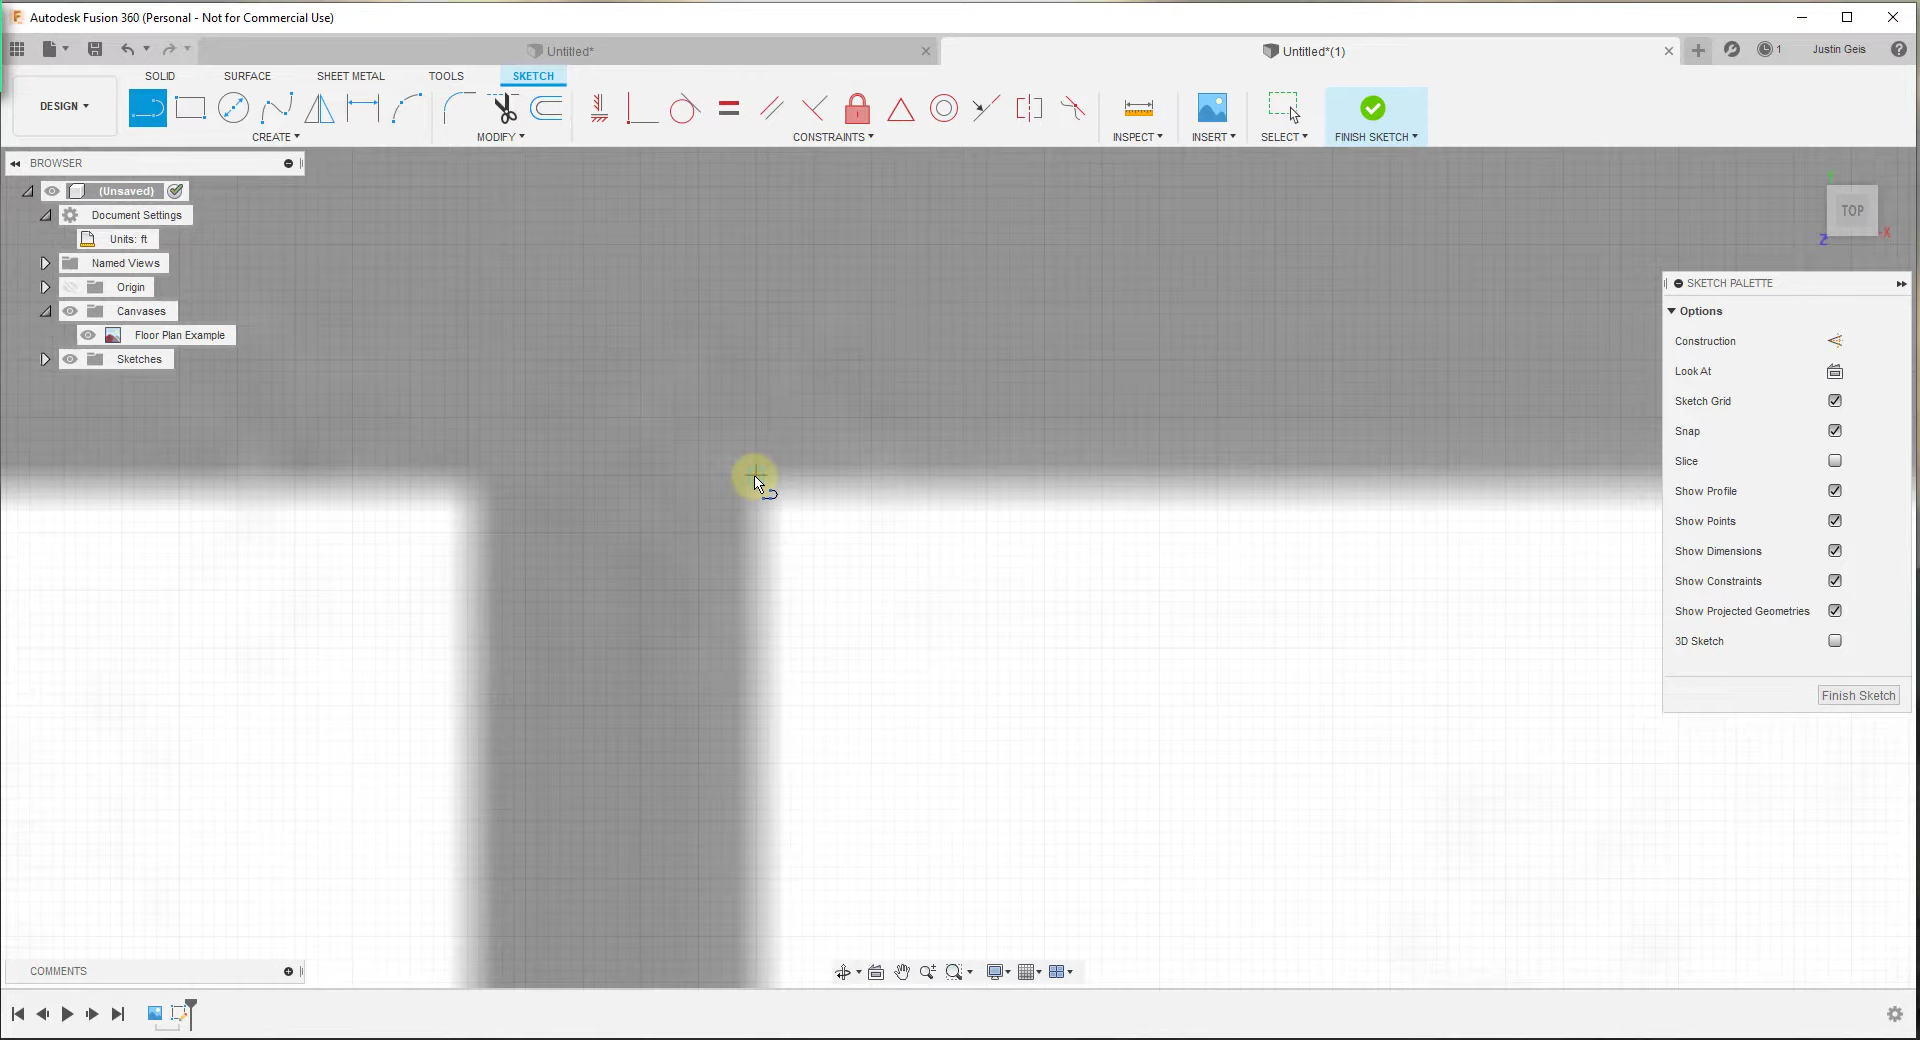 Autodesk Fusion 360 (Personal - Not for Commercial Use)
Untitled*
Untitled*(1)
1
Justin Geis
DESIGN
SOLID
SURFACE
SHEET METAL
TOOLS
SKETCH
CREATE
MODIFY
CONSTRAINTS
INSPECT
INSERT
SELECT
FINISH SKETCH
BROWSER
(Unsaved)
Document Settings
Units: ft
Named Views
Origin
Canvases
Floor Plan Example
Sketches
TOP
Z
X
SKETCH PALETTE
Options
Construction
Look At
Sketch Grid
Snap
Slice
Show Profile
Show Points
Show Dimensions
Show Constraints
Show Projected Geometries
3D Sketch
Finish Sketch
COMMENTS